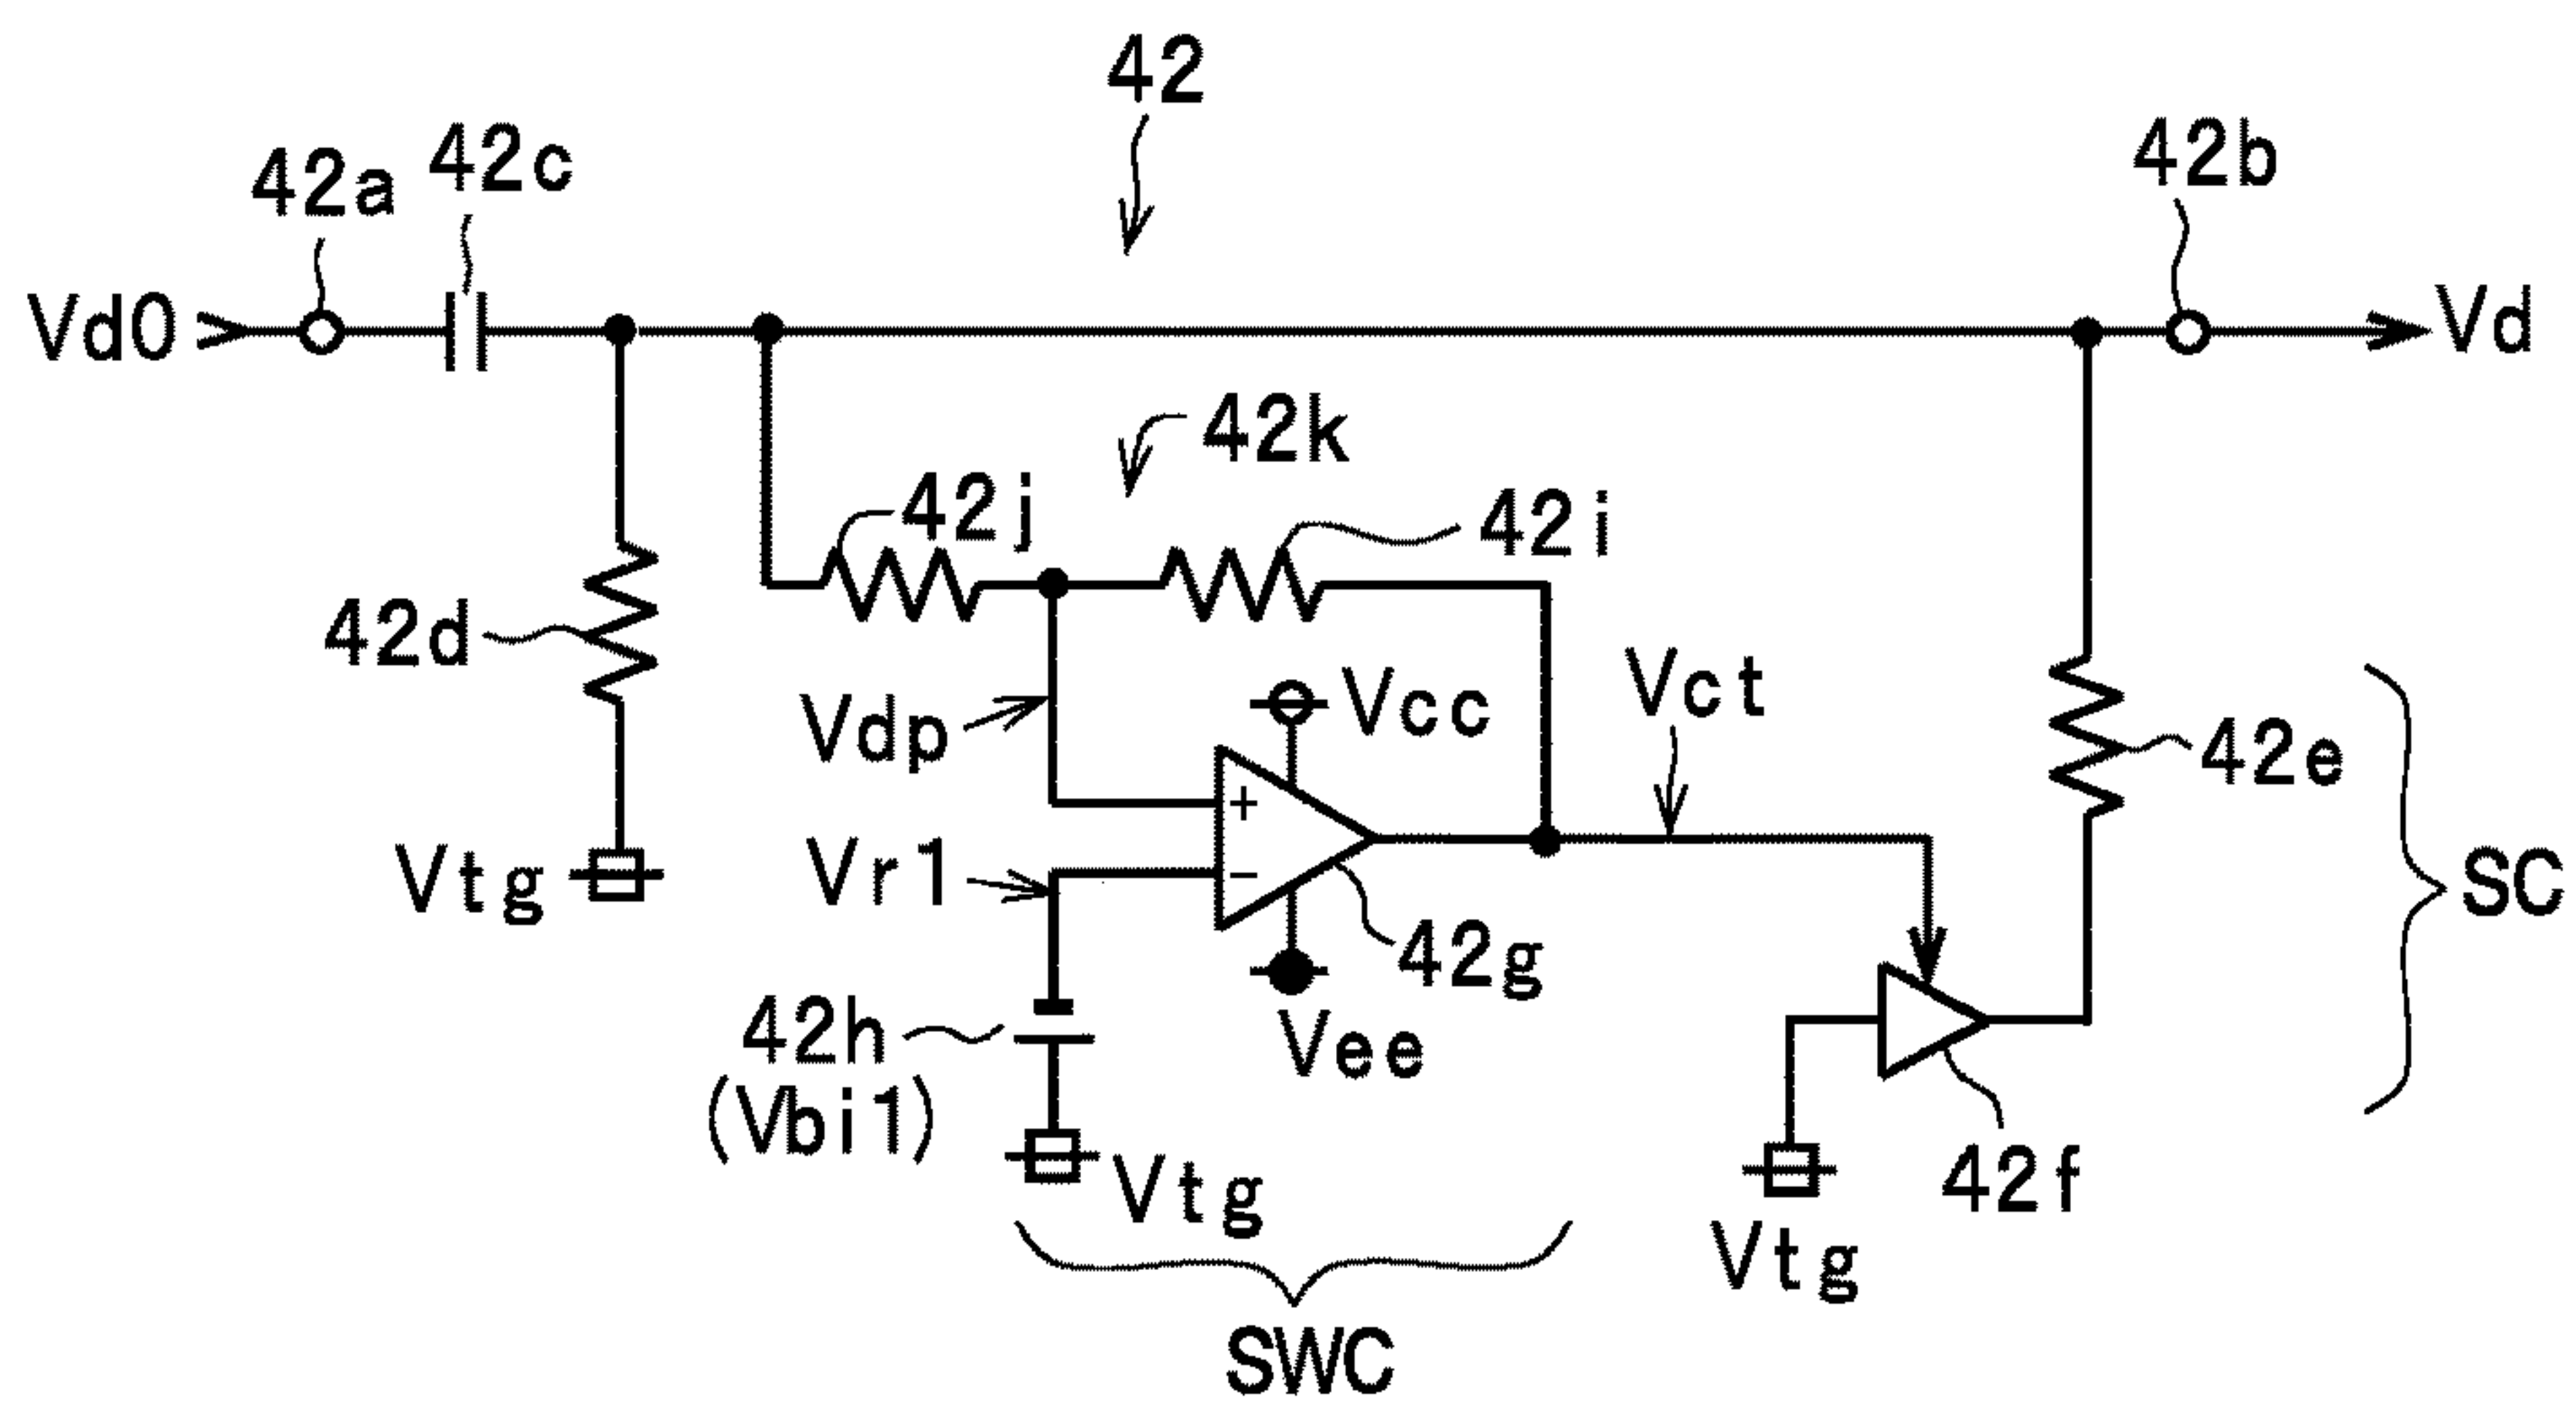 42
42a
42c
42b
Vd0
Vd
42k
42j
42i
42d
Vdp
Vcc
Vct
42e
Vtg
Vr1
+
−
SC
42g
42h
(Vbi1)
Vee
Vtg
42f
Vtg
SWC